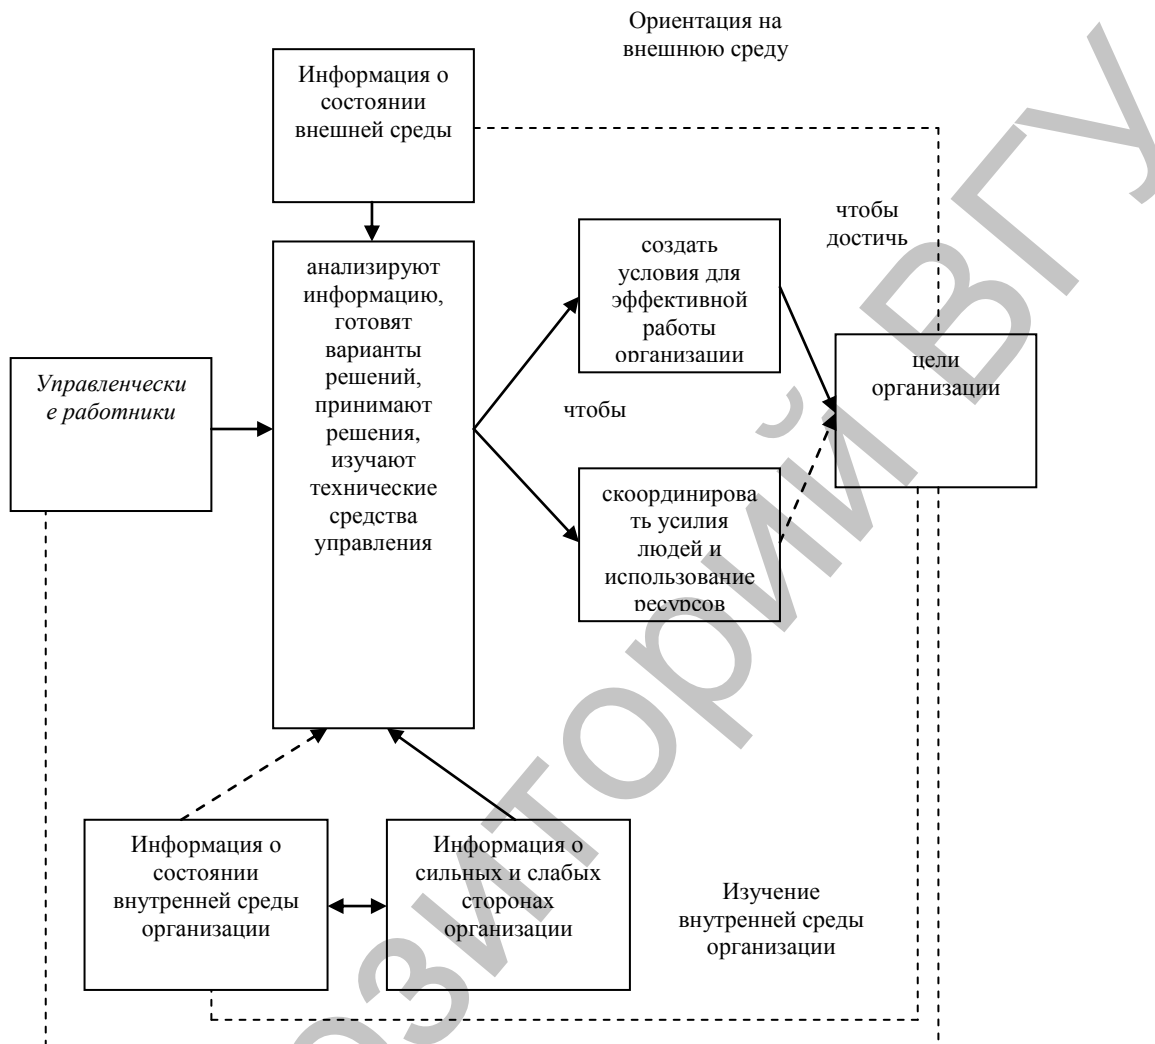 Ориентация на
внешнюю среду
Информация о
состоянии
внешней среды
чтобы
достичь
анализируют
информацию,
готовят
варианты
решений,
принимают
решения,
изучают
технические
средства
управления
создать
условия для
эффективной
работы
организации
цели
организации
Управленчески
е работники
чтобы
скоординирова
ть усилия
людей и
использование
ресурсов
Информация о
состоянии
внутренней среды
организации
Информация о
сильных и слабых
сторонах
организации
Изучение
внутренней среды
организации
озиторий ВГУ